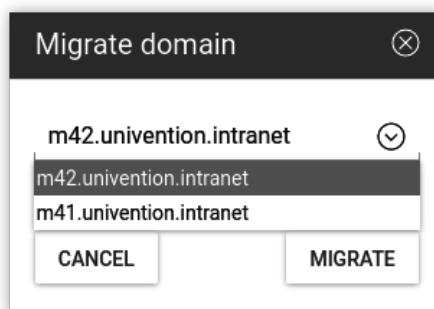 Migrate domain
m42.univention.intranet
m42.univention.intranet
m41.univention.intranet
CANCEL
MIGRATE